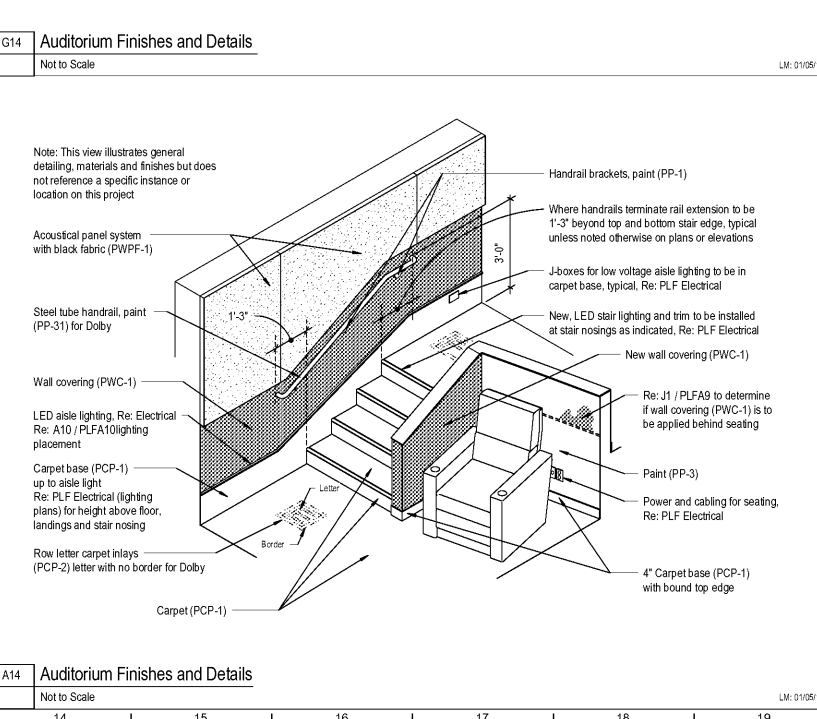 G14
Auditorium Finishes and Details
Not to Scale
LM: 01/05/
Note: This view illustrates general
detailing, materials and finishes but does
not reference a specific instance or
location on this project
Acoustical panel system
with black fabric (PWPF-1)
Steel tube handrail, paint
(PP-31) for Dolby
Wall covering (PWC-1)
LED aisle lighting, Re: Electrical
Re: A10 / PLFA10lighting
placement
Carpet base (PCP-1)
up to aisle light
Re: PLF Electrical (lighting
plans) for height above floor,
landings and stair nosing
Row letter carpet inlays
(PCP-2) letter with no border for Dolby
Carpet (PCP-1)
1'-3"
Letter
Border
3'-0"
Handrail brackets, paint (PP-1)
Where handrails terminate rail extension to be
1'-3" beyond top and bottom stair edge, typical
unless noted otherwise on plans or elevations
J-boxes for low voltage aisle lighting to be in
carpet base, typical, Re: PLF Electrical
New, LED stair lighting and trim to be installed
at stair nosings as indicated, Re: PLF Electrical
New wall covering (PWC-1)
Re: J1 / PLFA9 to determine
if wall covering (PWC-1) is to
be applied behind seating
Paint (PP-3)
Power and cabling for seating,
Re: PLF Electrical
4" Carpet base (PCP-1)
with bound top edge
A14
Auditorium Finishes and Details
Not to Scale
LM: 01/05/
14 15 16 17 18 19